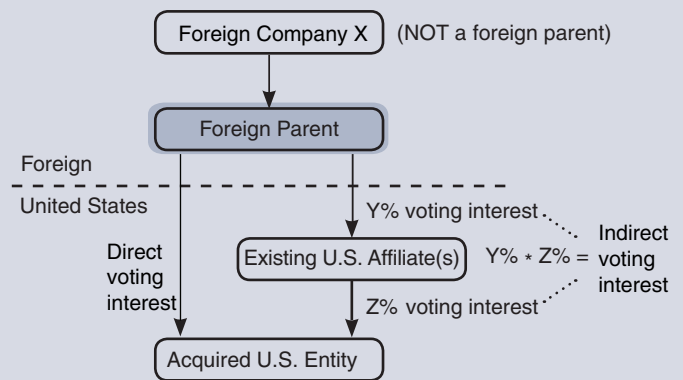 Foreign Company X
(NOT a foreign parent)
Foreign Parent
Foreign
United States
Y% voting interest
Direct
voting
interest
Existing U.S. Affiliate(s)
Y% * Z% =
Indirect
voting
interest
Z% voting interest
Acquired U.S. Entity